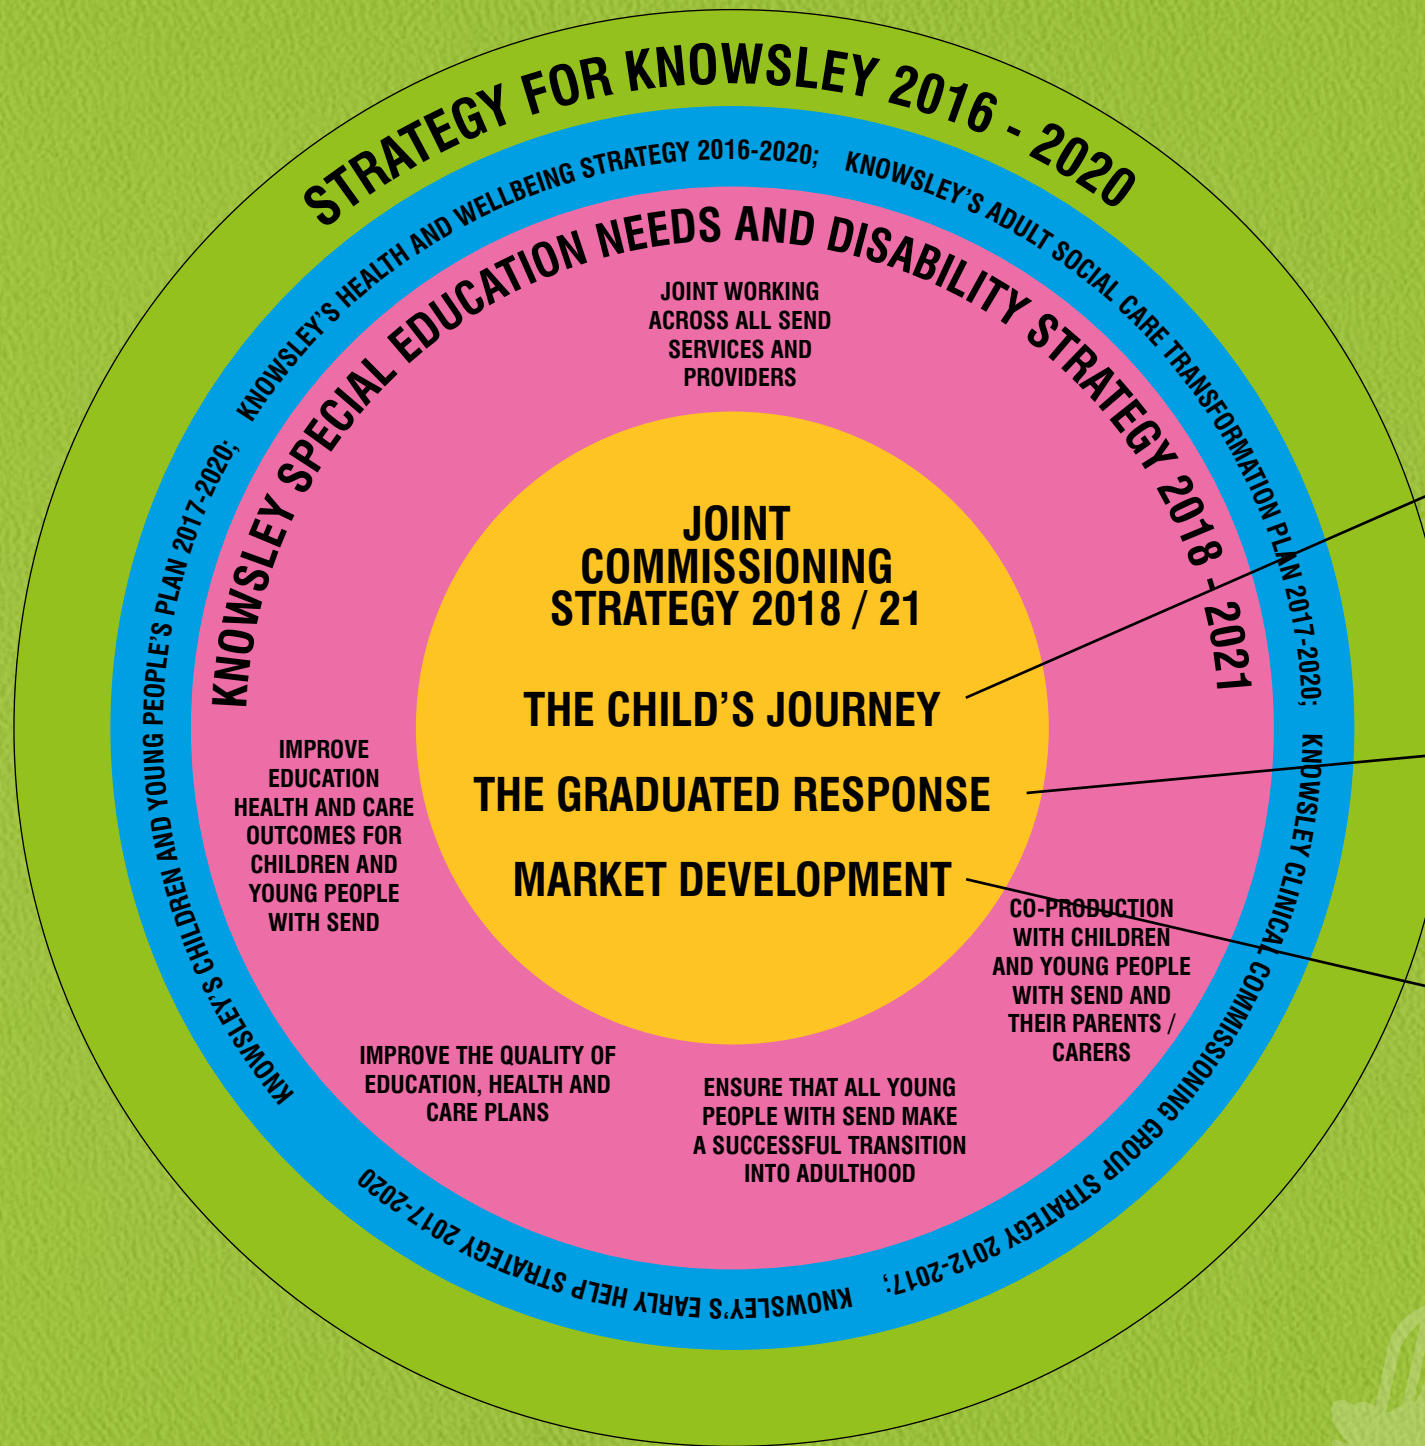 STRATEGY FOR KNOWSLEY 2016 - 2020
KNOWSLEY'S CHILDREN AND YOUNG PEOPLE'S PLAN 2017-2020; KNOWSLEY'S HEALTH AND WELLBEING STRATEGY 2016-2020; KNOWSLEY'S ADULT SOCIAL CARE TRANSFORMATION PLAN 2017-2020; KNOWSLEY CLINICAL COMMISSIONING GROUP STRATEGY 2012-2017; KNOWSLEY'S EARLY HELP STRATEGY 2017-2020
KNOWSLEY SPECIAL EDUCATION NEEDS AND DISABILITY STRATEGY 2018 - 2021
JOINT WORKING
ACROSS ALL SEND
SERVICES AND
PROVIDERS
JOINT
COMMISSIONING
STRATEGY 2018 / 21
THE CHILD'S JOURNEY
THE GRADUATED RESPONSE
MARKET DEVELOPMENT
IMPROVE
EDUCATION
HEALTH AND CARE
OUTCOMES FOR
CHILDREN AND
YOUNG PEOPLE
WITH SEND
CO-PRODUCTION
WITH CHILDREN
AND YOUNG PEOPLE
WITH SEND AND
THEIR PARENTS /
CARERS
IMPROVE THE QUALITY OF
EDUCATION, HEALTH AND
CARE PLANS
ENSURE THAT ALL YOUNG
PEOPLE WITH SEND MAKE
A SUCCESSFUL TRANSITION
INTO ADULTHOOD